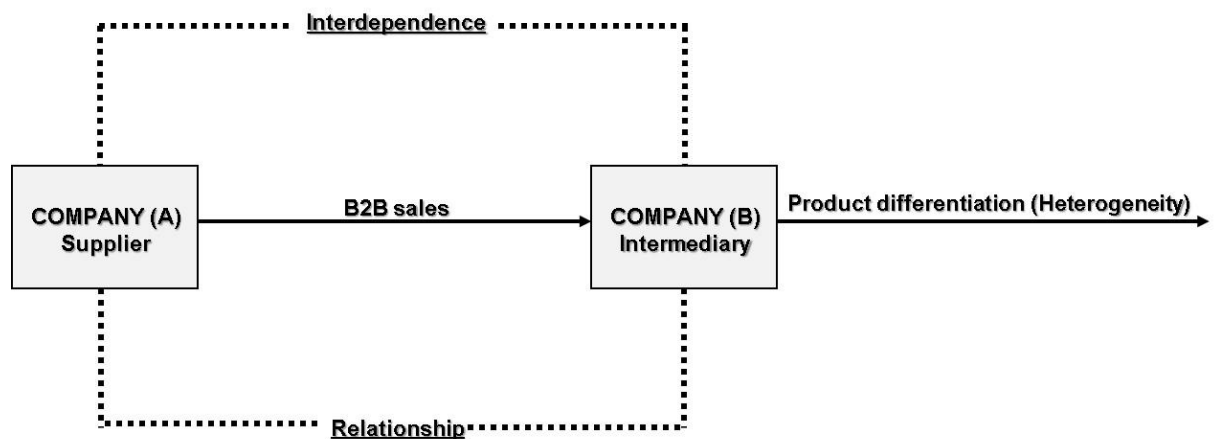 Interdependence
COMPANY (A)
Supplier
B2B sales
COMPANY (B)
Intermediary
Product differentiation (Heterogeneity)
Relationship